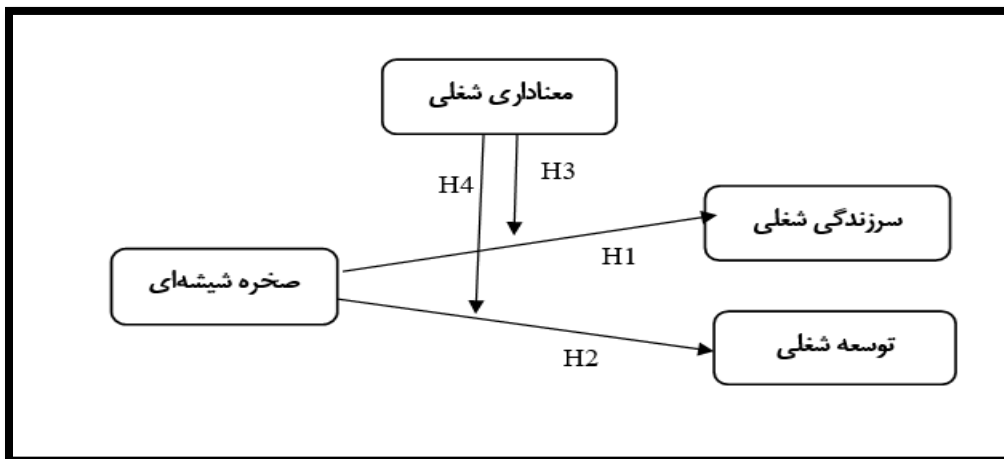 معناداری شغلی
H4
H3
سرزندگی شغلی
H1
صخره شیشه‌ای
توسعه شغلی
H2